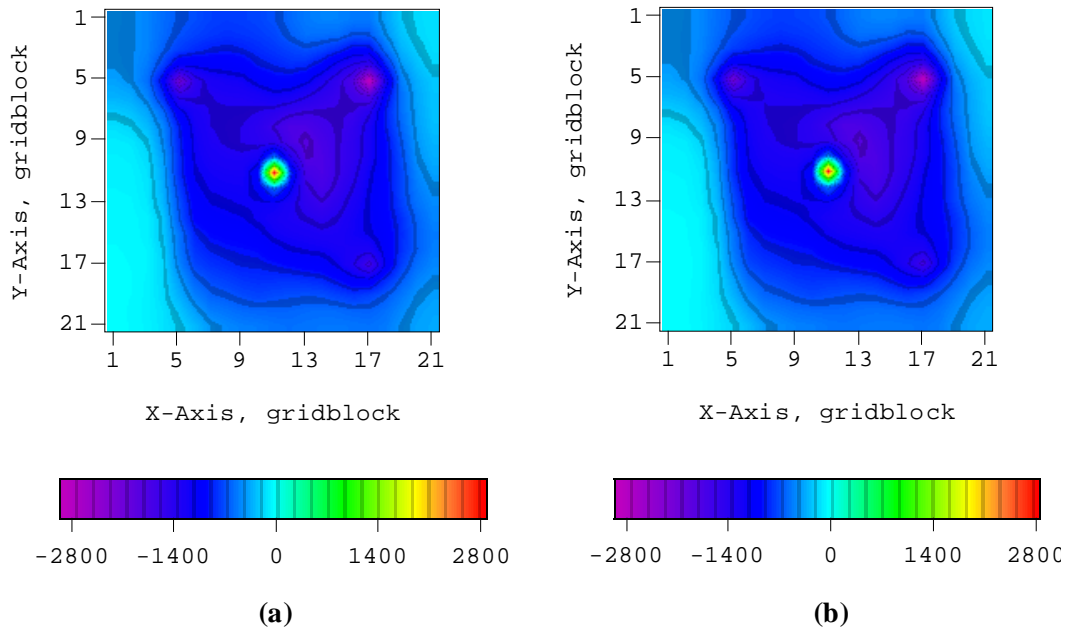 1
5
9
13
17
21
Y-Axis, gridblock
1 5 9 13 17 21
X-Axis, gridblock
-2800 -1400 0 1400 2800
(a)
1
5
9
13
17
21
Y-Axis, gridblock
1 5 9 13 17 21
X-Axis, gridblock
-2800 -1400 0 1400 2800
(b)